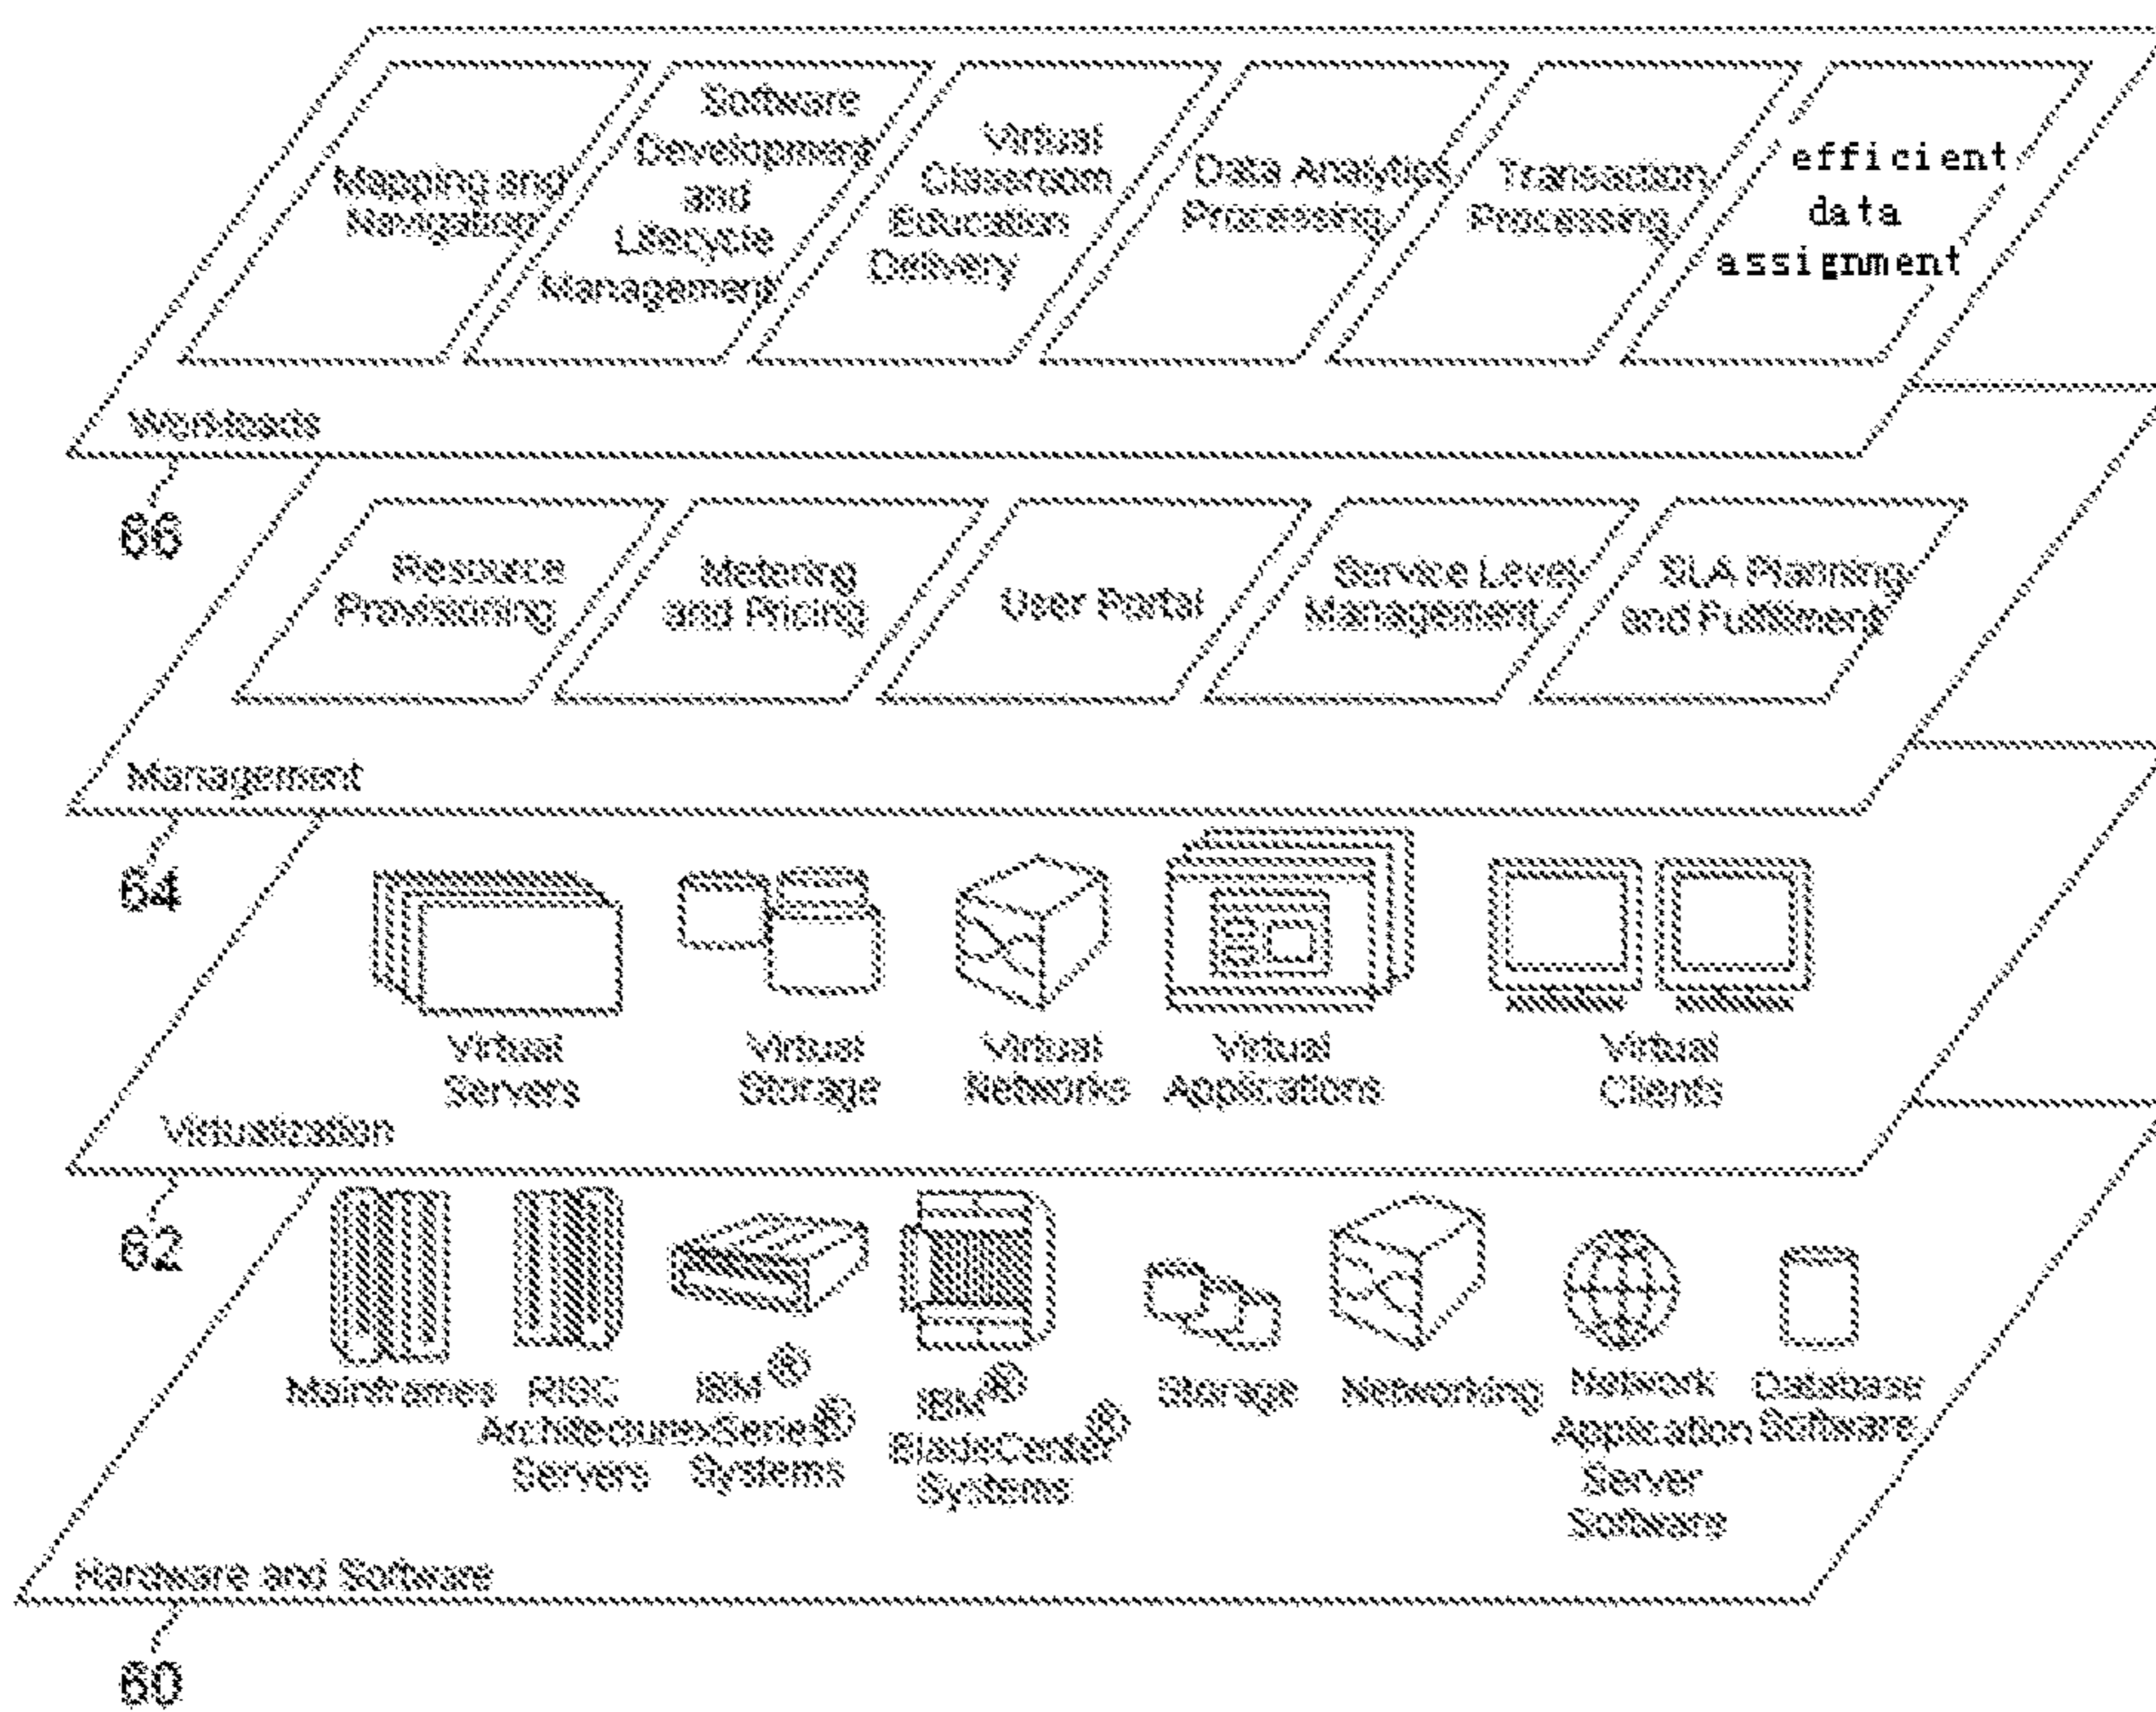 Mapping and
Navigation
Software
Development
and
Lifecycle
Management
Virtual
Classroom
Education
Delivery
Data Analytics
Processing
Transaction
Processing
efficient
data
assignment
Workloads
66
Resource
Provisioning
Metering
and Pricing
User Portal
Service Level
Management
SLA Planning
and Fulfillment
Management
64
Virtual
Servers
Virtual
Storage
Virtual
Networks
Virtual
Applications
Virtual
Clients
Virtualization
62
Mainframes
RISC
Architecture
Servers
IBM®
xSeries®
Systems
IBM®
BladeCenter®
Systems
Storage
Networking
Network
Application
Server
Software
Database
Software
Hardware and Software
60